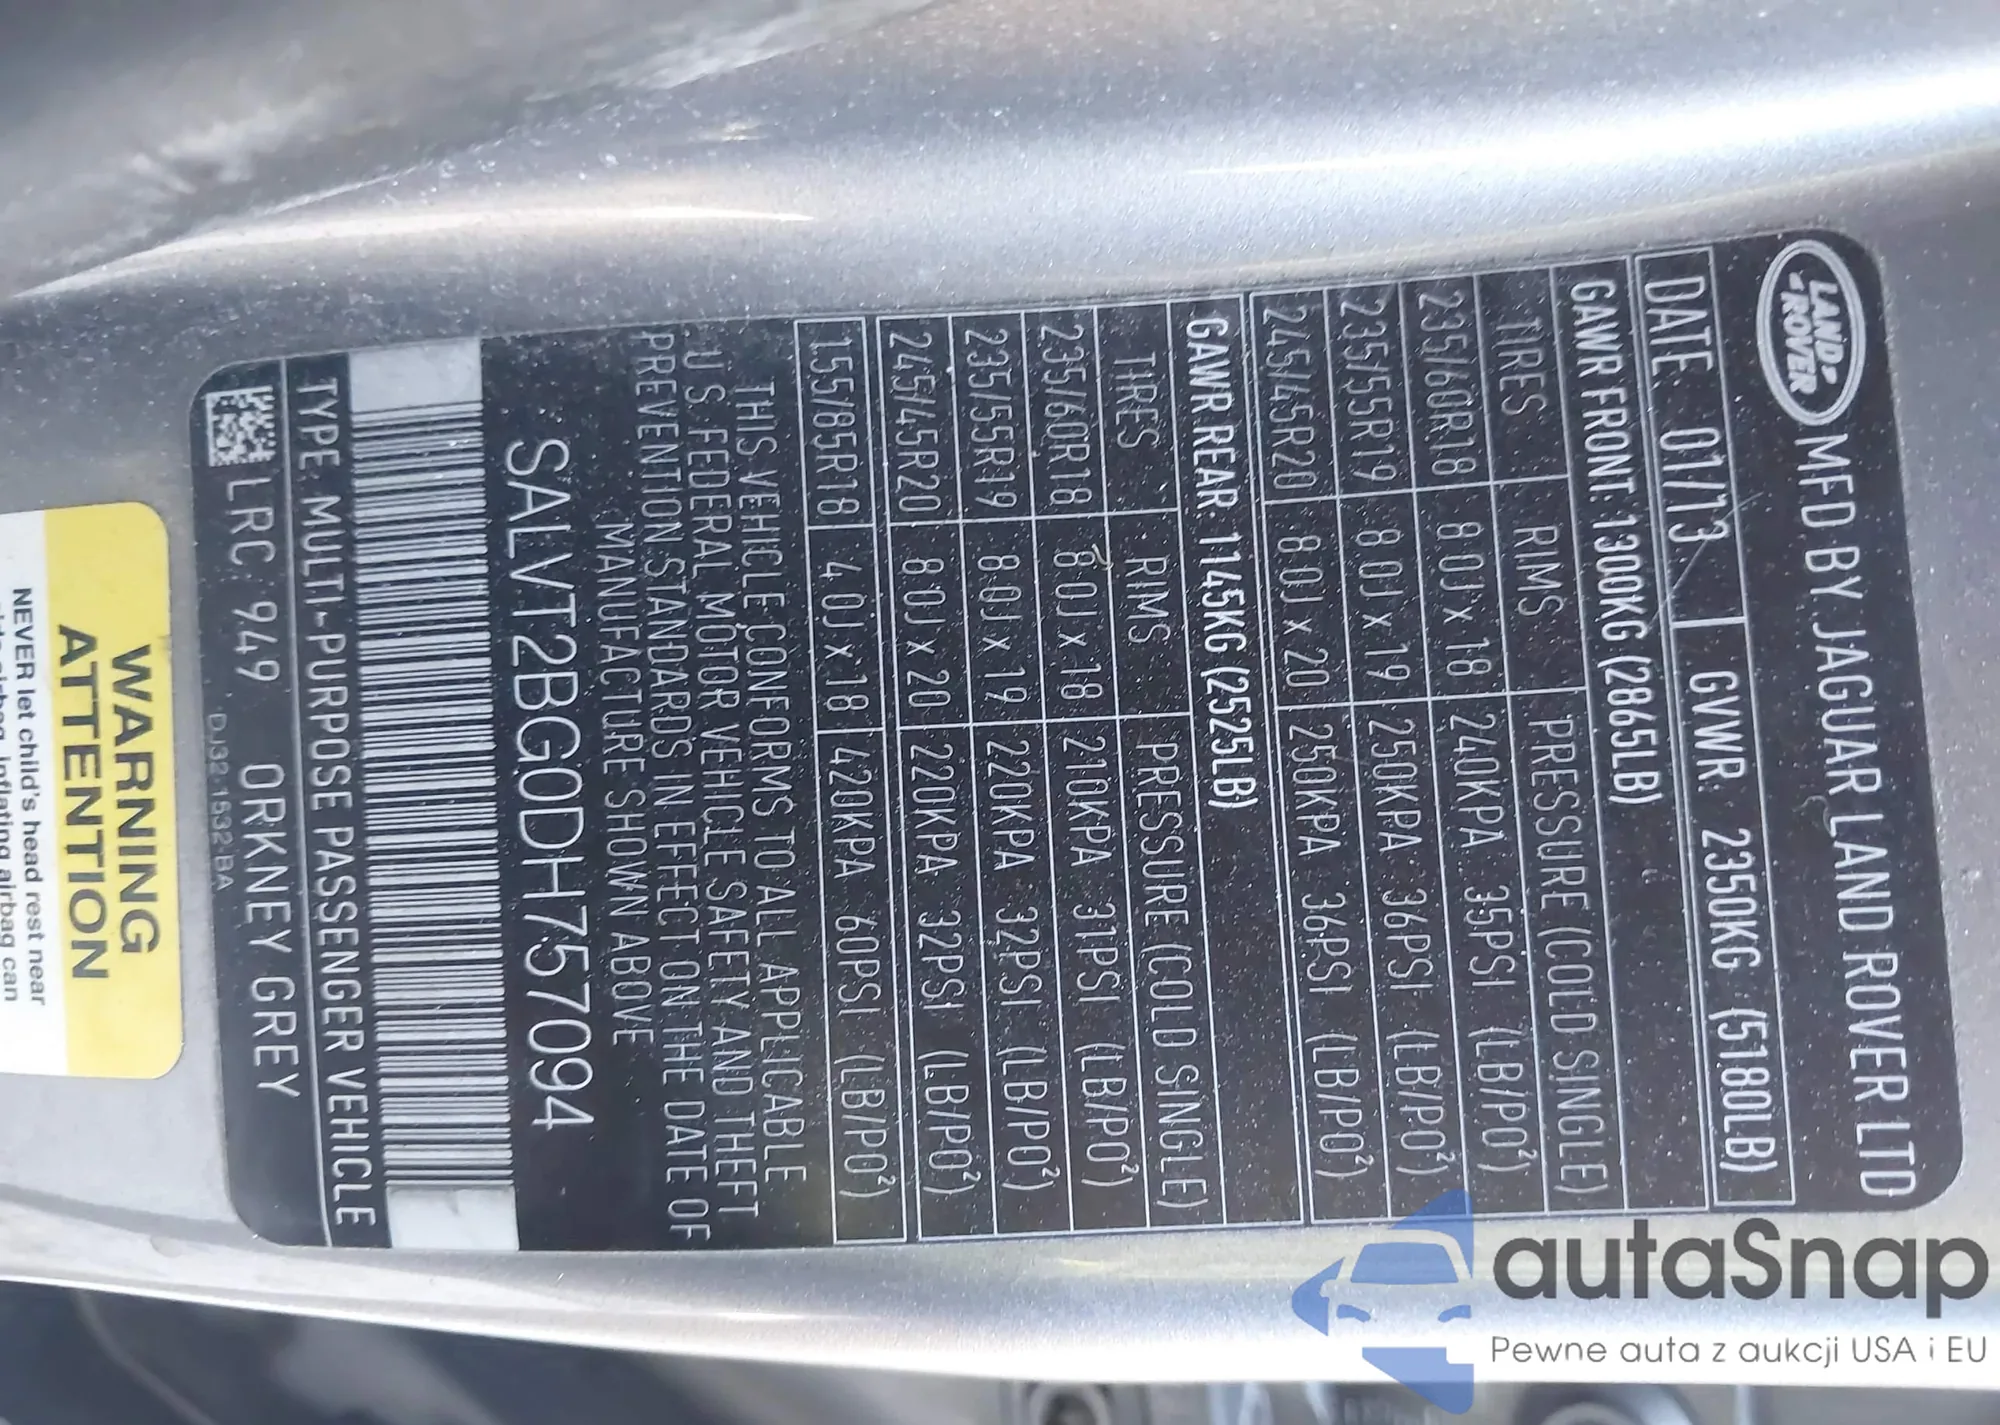 LAND-
-ROVER
MFD BY JAGUAR LAND ROVER LTD
DATE: 01/13 GVWR: 2350KG (5180LB)
GAWR FRONT: 1300KG (2865LB)
TIRES RIMS PRESSURE (COLD SINGLE)
235/60R18 8.0J x 18 240KPA 35PSI (LB/PO²)
235/55R19 8.0J x 19 250KPA 36PSI (LB/PO²)
245/45R20 8.0J x 20 250KPA 36PSI (LB/PO²)
GAWR REAR: 1145KG (2525LB)
TIRES RIMS PRESSURE (COLD SINGLE)
235/60R18 8.0J x 18 210KPA 31PSI (LB/PO²)
235/55R19 8.0J x 19 220KPA 32PSI (LB/PO²)
245/45R20 8.0J x 20 220KPA 32PSI (LB/PO²)
155/85R18 4.0J x 18 420KPA 60PSI (LB/PO²)
THIS VEHICLE CONFORMS TO ALL APPLICABLE
U.S. FEDERAL MOTOR VEHICLE SAFETY AND THEFT
PREVENTION STANDARDS IN EFFECT ON THE DATE OF
MANUFACTURE SHOWN ABOVE
SALVT2BG0DH757094
TYPE: MULTI-PURPOSE PASSENGER VEHICLE
LRC: 949 ORKNEY GREY
DJ32 1532 BA
WARNING
ATTENTION
NEVER let child's head rest near
inflating airbag can
autaSnap
Pewne auta z aukcji USA i EU